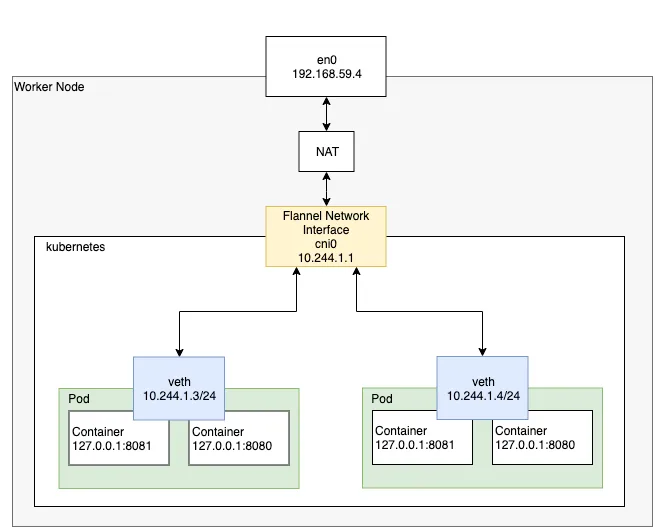 en0
192.168.59.4
Worker Node
NAT
Flannel Network
Interface
cni0
10.244.1.1
kubernetes
veth
10.244.1.3/24
Pod
Container
127.0.0.1:8081
Container
127.0.0.1:8080
veth
10.244.1.4/24
Pod
Container
127.0.0.1:8081
Container
127.0.0.1:8080